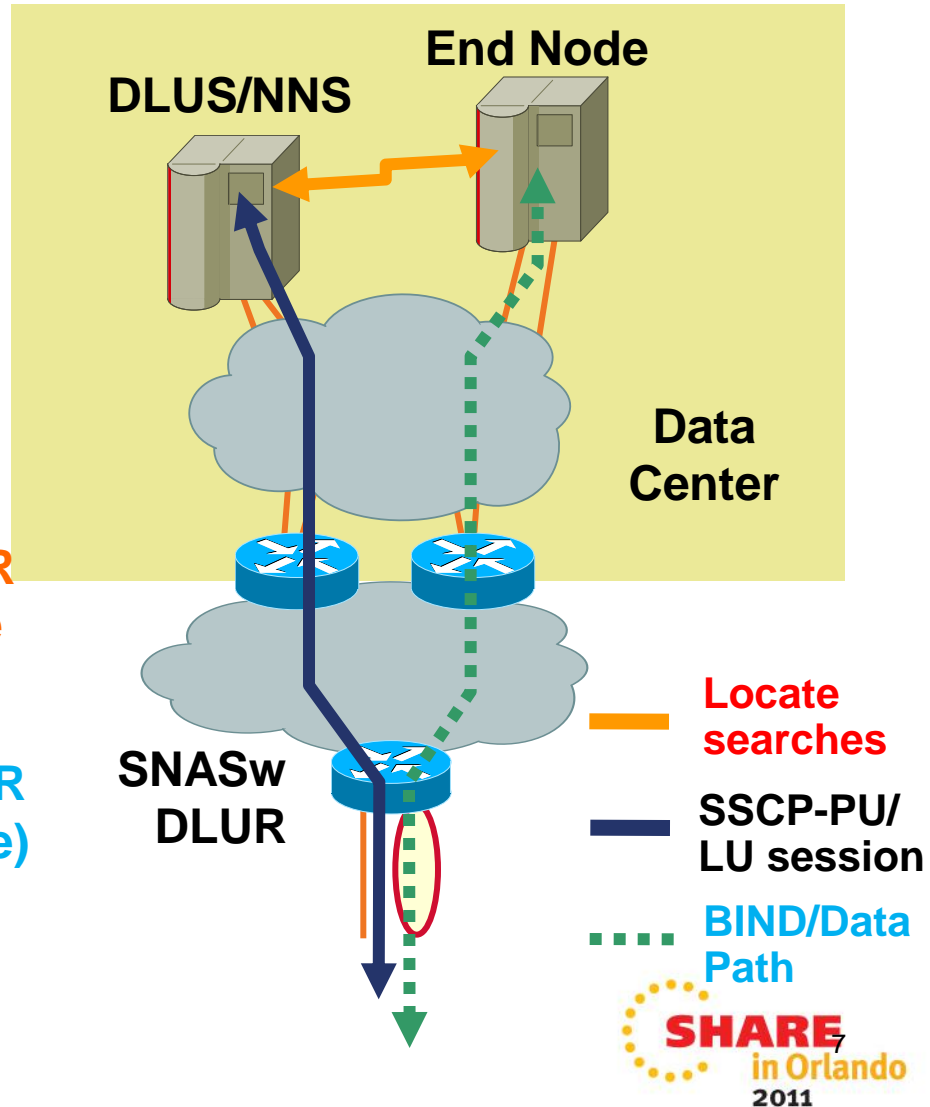 End Node
DLUS/NNS
Data
Center
R
e
R
e)
SNASw
DLUR
Locate
searches
SSCP-PU/
LU session
BIND/Data
Path
SHARE
7
in Orlando
2011